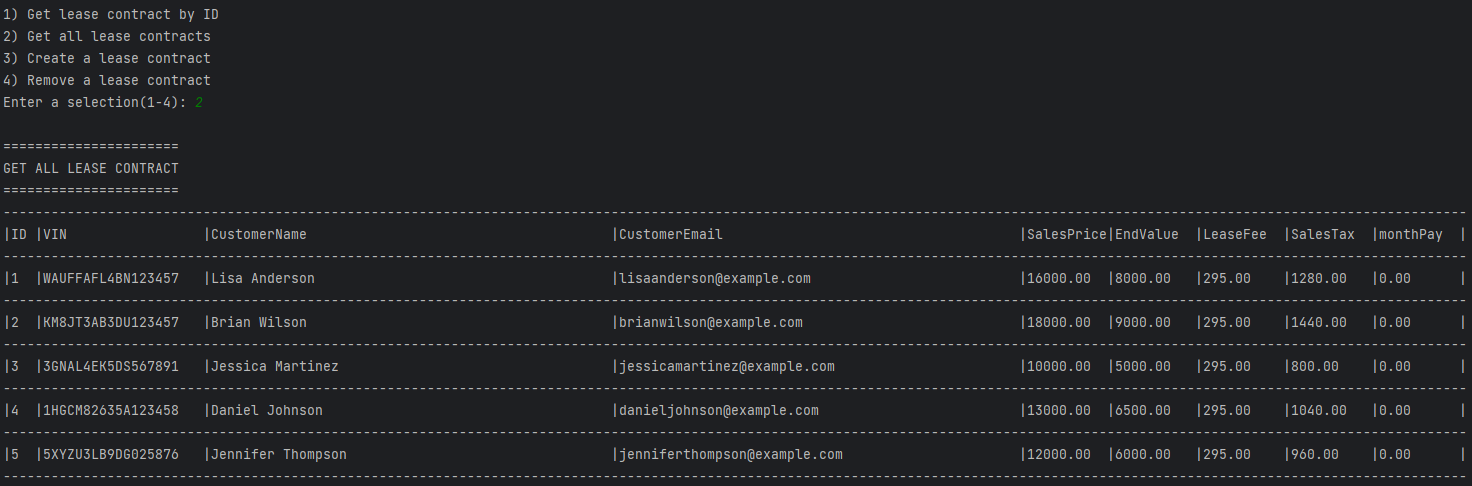 1) Get lease contract by ID
2) Get all lease contracts
3) Create a lease contract
4) Remove a lease contract
Enter a selection(1-4): 2
======================
GET ALL LEASE CONTRACT
======================
|ID |VIN |CustomerName |CustomerEmail |SalesPrice|EndValue |LeaseFee |SalesTax |monthPay |
|1 |WAUFFAFL4BN123457 |Lisa Anderson |lisaanderson@example.com |16000.00 |8000.00 |295.00 |1280.00 |0.00 |
|2 |KM8JT3AB3DU123457 |Brian Wilson |brianwilson@example.com |18000.00 |9000.00 |295.00 |1440.00 |0.00 |
|3 |3GNAL4EK5DS567891 |Jessica Martinez |jessicamartinez@example.com |10000.00 |5000.00 |295.00 |800.00 |0.00 |
|4 |1HGCM82635A123458 |Daniel Johnson |danieljohnson@example.com |13000.00 |6500.00 |295.00 |1040.00 |0.00 |
|5 |5XYZU3LB9DG025876 |Jennifer Thompson |jenniferthompson@example.com |12000.00 |6000.00 |295.00 |960.00 |0.00 |